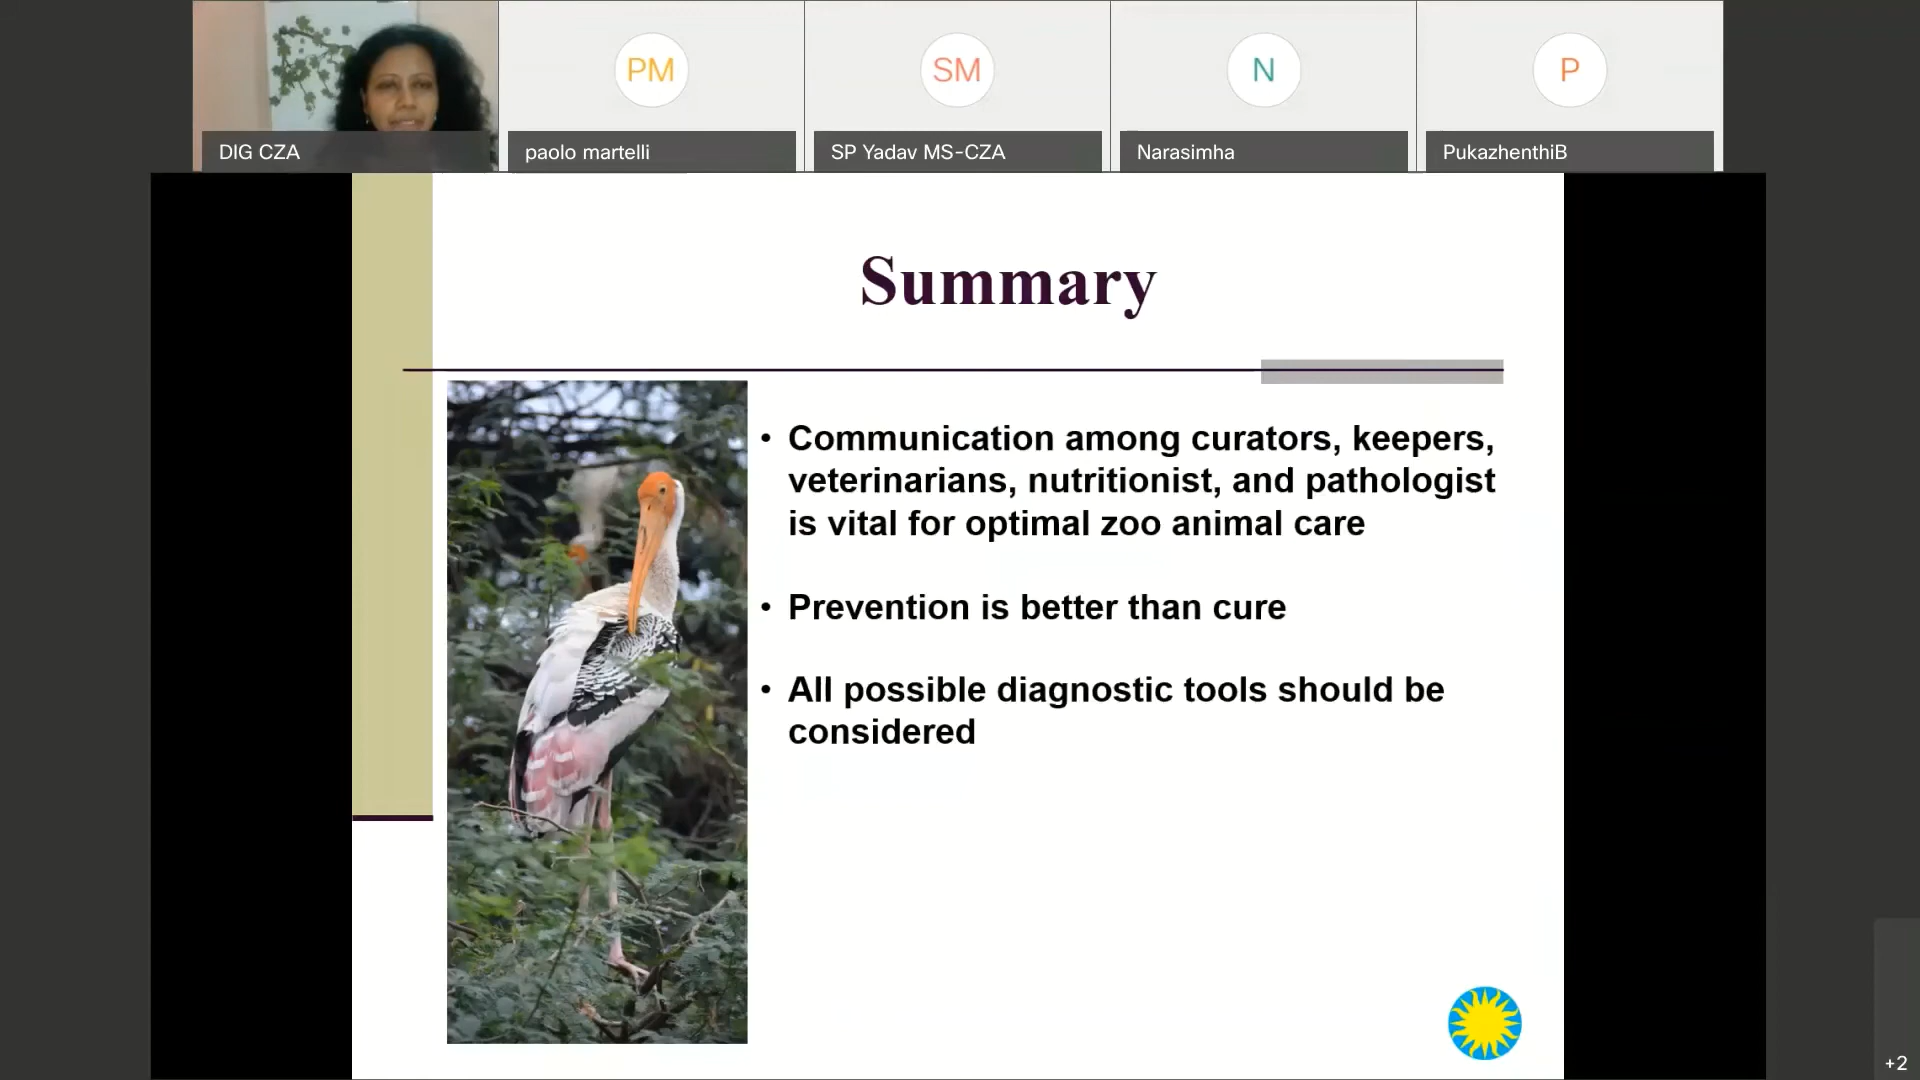 PM
SM
N
P
DIG CZA
paolo martelli
SP Yadav MS-CZA
Narasimha
PukazhenthiB
Summary
• Communication among curators, keepers,
veterinarians, nutritionist, and pathologist
is vital for optimal zoo animal care
• Prevention is better than cure
• All possible diagnostic tools should be
considered
+2